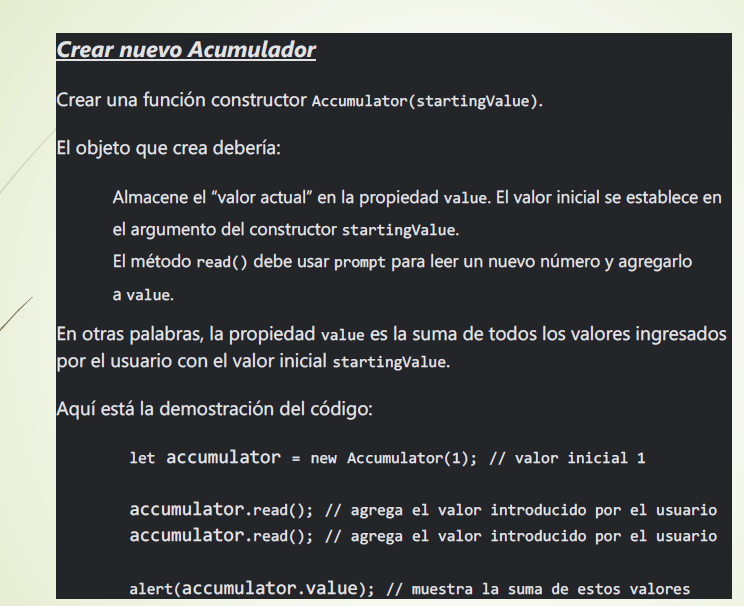 Crear nuevo Acumulador
Crear una función constructor Accumulator(startingValue).
El objeto que crea debería:
Almacene el “valor actual” en la propiedad value. El valor inicial se establece en
el argumento del constructor startingValue.
El método read() debe usar prompt para leer un nuevo número y agregarlo
a value.
En otras palabras, la propiedad value es la suma de todos los valores ingresados
por el usuario con el valor inicial startingValue.
Aquí está la demostración del código:
let accumulator = new Accumulator(1); // valor inicial 1
accumulator.read(); // agrega el valor introducido por el usuario
accumulator.read(); // agrega el valor introducido por el usuario
alert(accumulator.value); // muestra la suma de estos valores